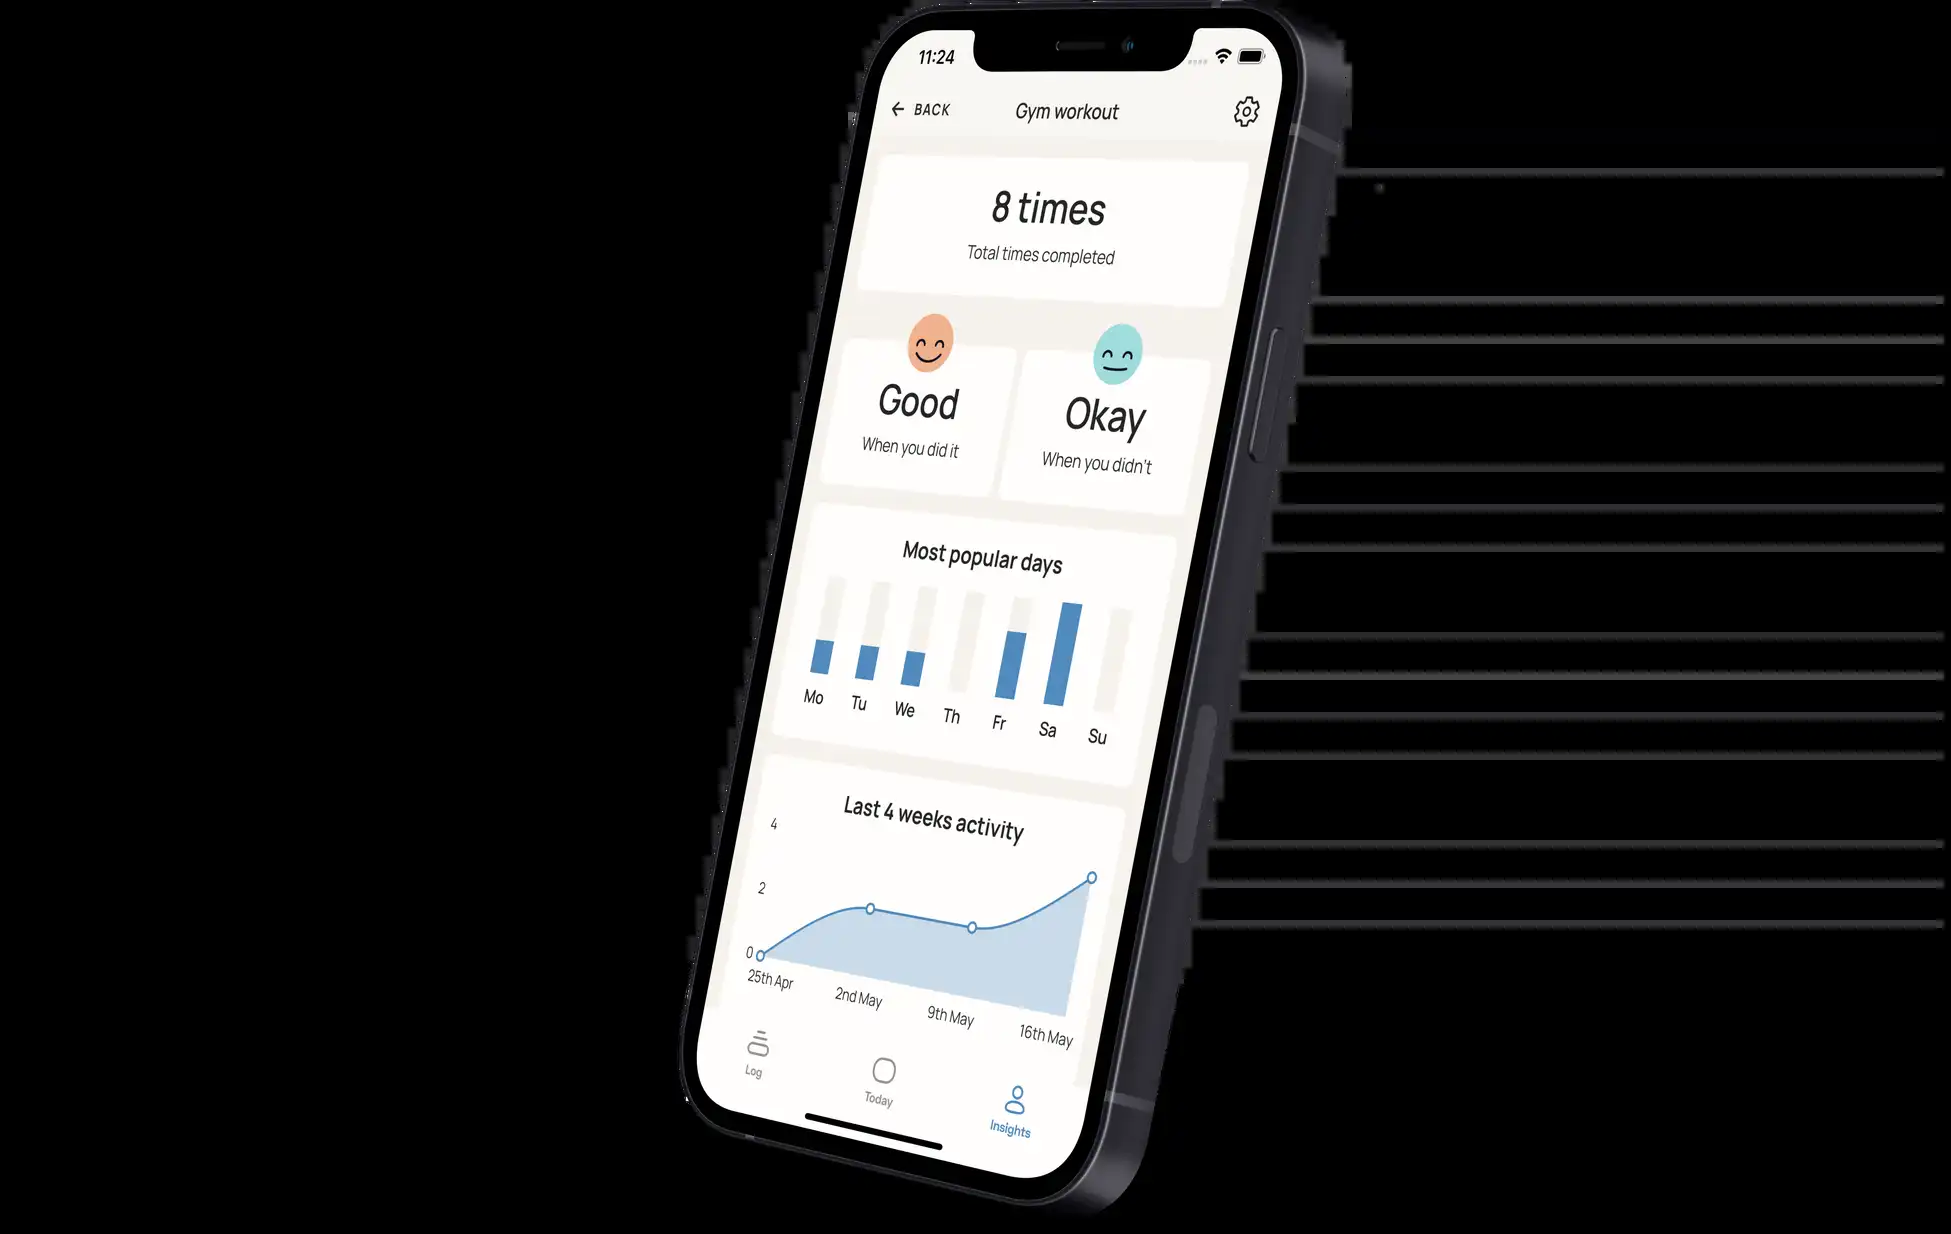 11:24
BACK
Gym workout
8 times
Total times completed
Good
When you did it
Okay
When you didn't
Most popular days
Mo Tu We Th Fr Sa Su
Last 4 weeks activity
4
2
0
25th Apr 2nd May 9th May 16th May
Log Today Insights